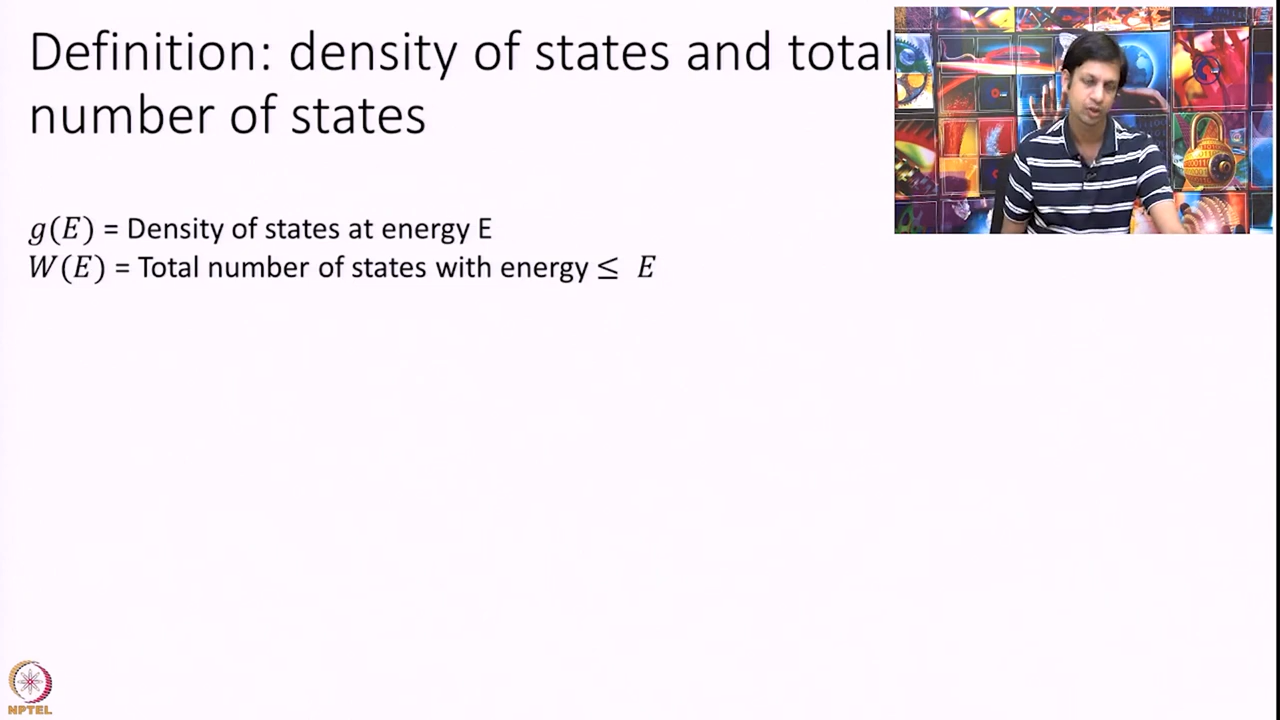 Definition: density of states and total
number of states
g(E) = Density of states at energy E
W(E) = Total number of states with energy ≤ E
NPTEL